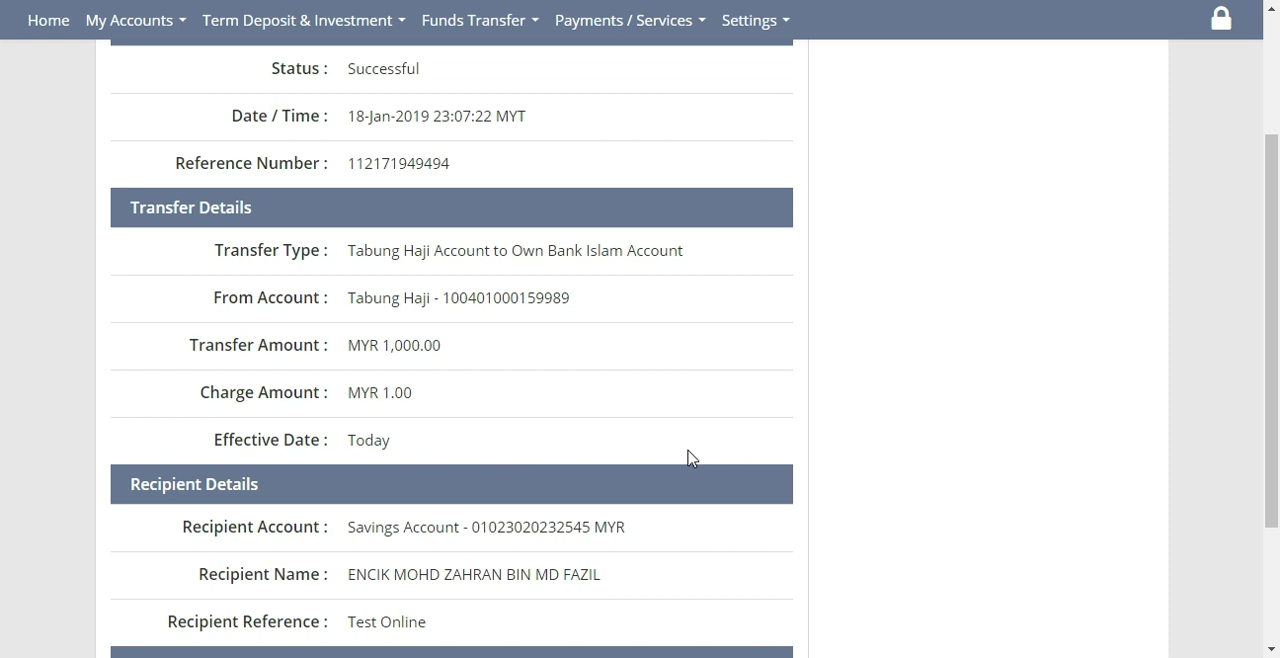 Home My Accounts Term Deposit & Investment Funds Transfer Payments / Services Settings
Status : Successful
Date / Time : 18-Jan-2019 23:07:22 MYT
Reference Number : 112171949494
Transfer Details
Transfer Type : Tabung Haji Account to Own Bank Islam Account
From Account : Tabung Haji - 100401000159989
Transfer Amount : MYR 1,000.00
Charge Amount : MYR 1.00
Effective Date : Today
Recipient Details
Recipient Account : Savings Account - 01023020232545 MYR
Recipient Name : ENCIK MOHD ZAHRAN BIN MD FAZIL
Recipient Reference : Test Online